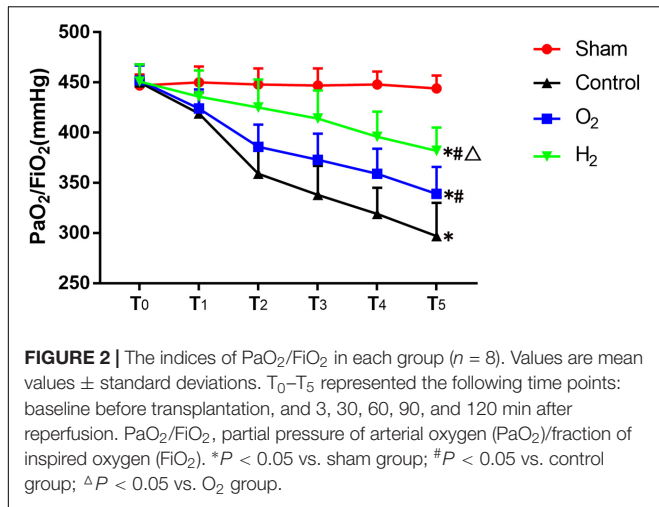 500
450
400
350
300
250
PaO₂/FiO₂(mmHg)
T₀ T₁ T₂ T₃ T₄ T₅
*#△
*#
*
Sham
Control
O₂
H₂
FIGURE 2 | The indices of PaO₂/FiO₂ in each group (n = 8). Values are mean
values ± standard deviations. T₀–T₅ represented the following time points:
baseline before transplantation, and 3, 30, 60, 90, and 120 min after
reperfusion. PaO₂/FiO₂, partial pressure of arterial oxygen (PaO₂)/fraction of
inspired oxygen (FiO₂). *P < 0.05 vs. sham group; #P < 0.05 vs. control
group; △P < 0.05 vs. O₂ group.